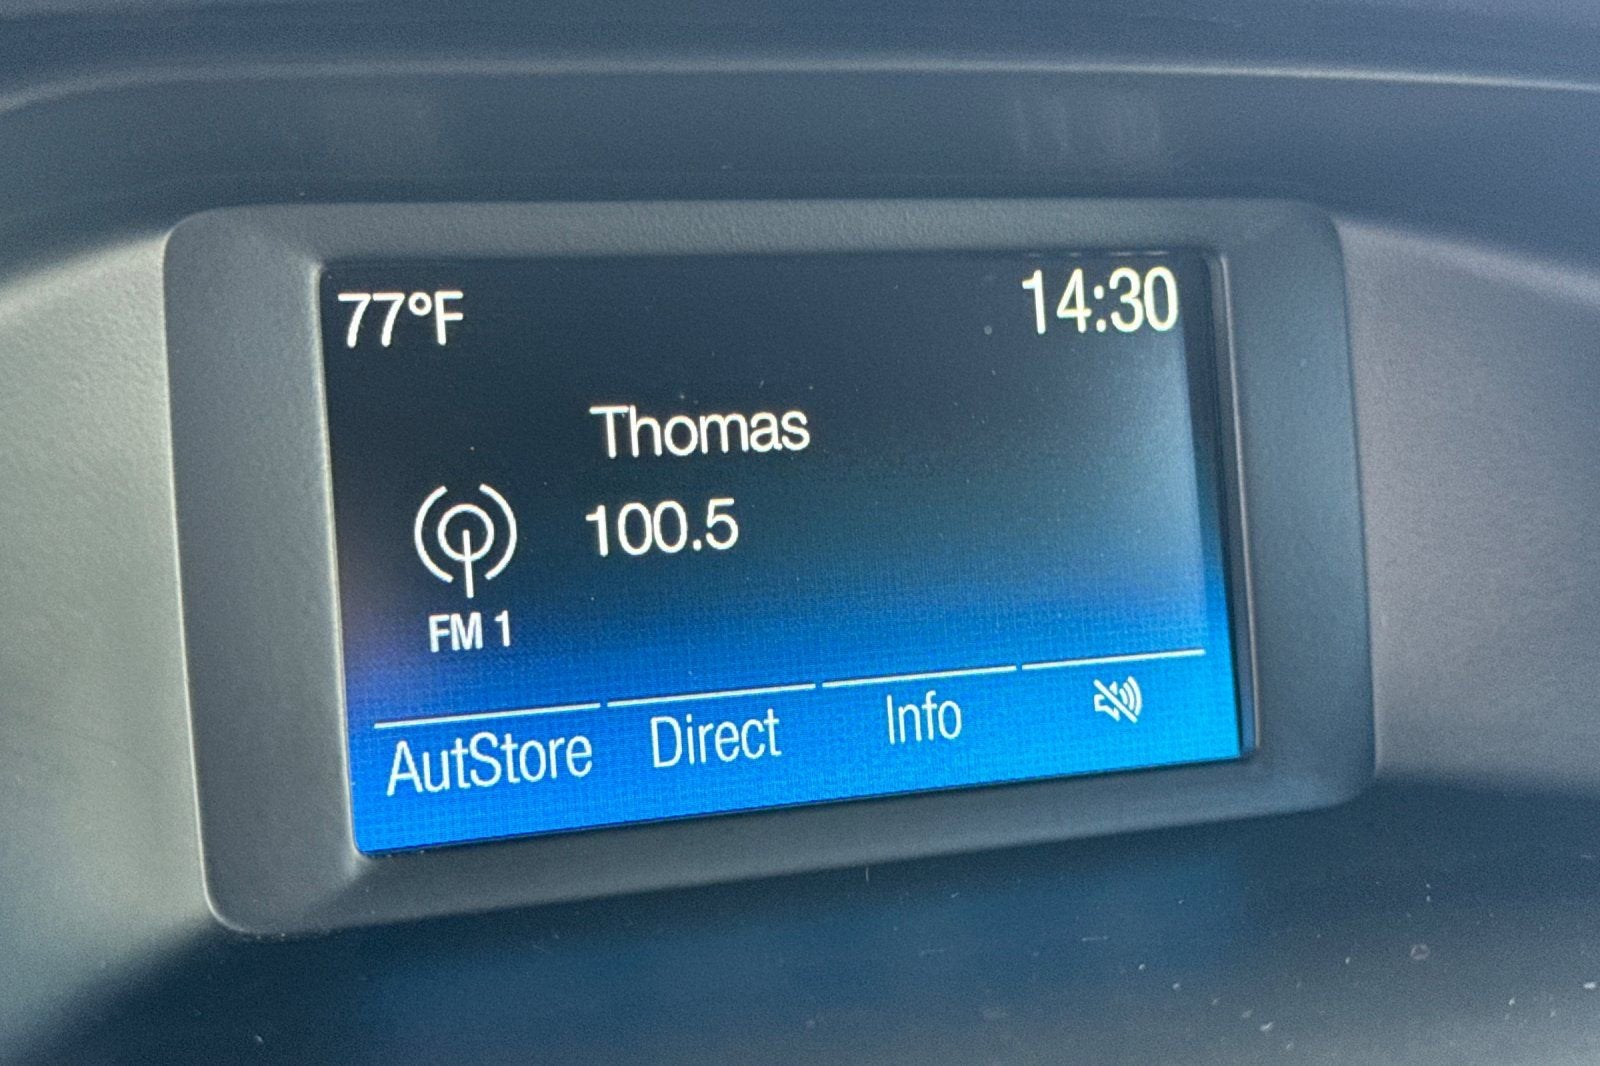 77°F
14:30
Thomas
100.5
FM 1
AutStore
Direct
Info